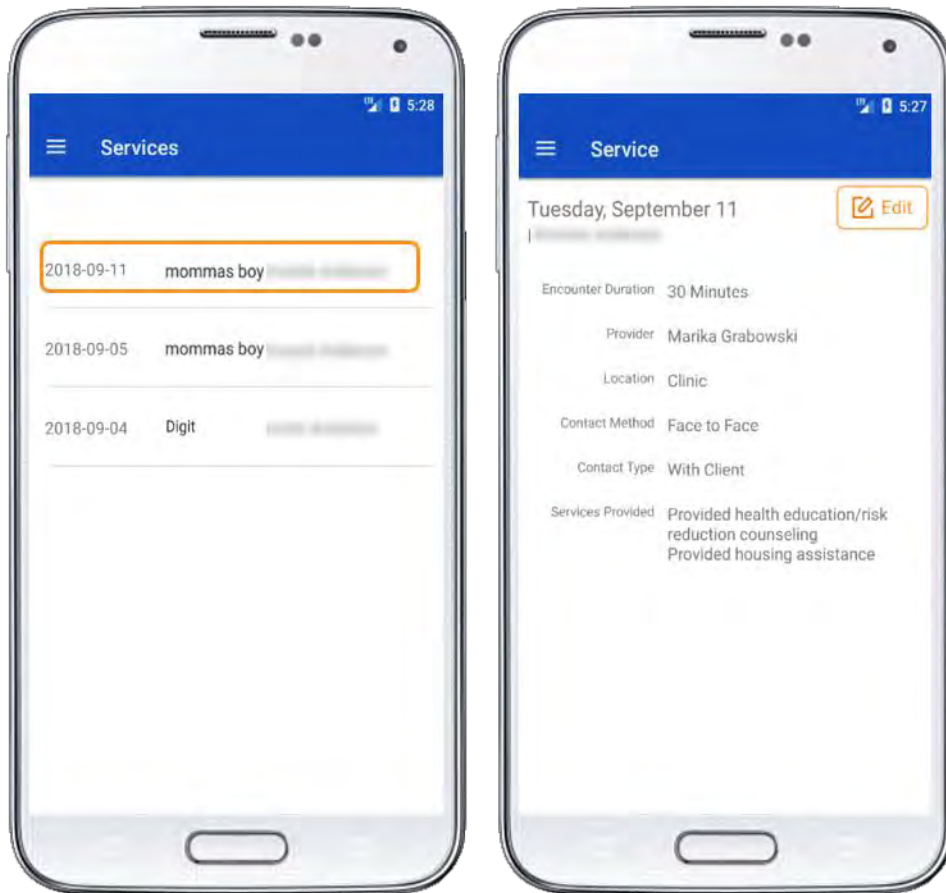 5:28
Services
2018-09-11 mommas boy
2018-09-05 mommas boy
2018-09-04 Digit
5:27
Service
Tuesday, September 11
Edit
Encounter Duration 30 Minutes
Provider Marika Grabowski
Location Clinic
Contact Method Face to Face
Contact Type With Client
Services Provided Provided health education/risk
reduction counseling
Provided housing assistance